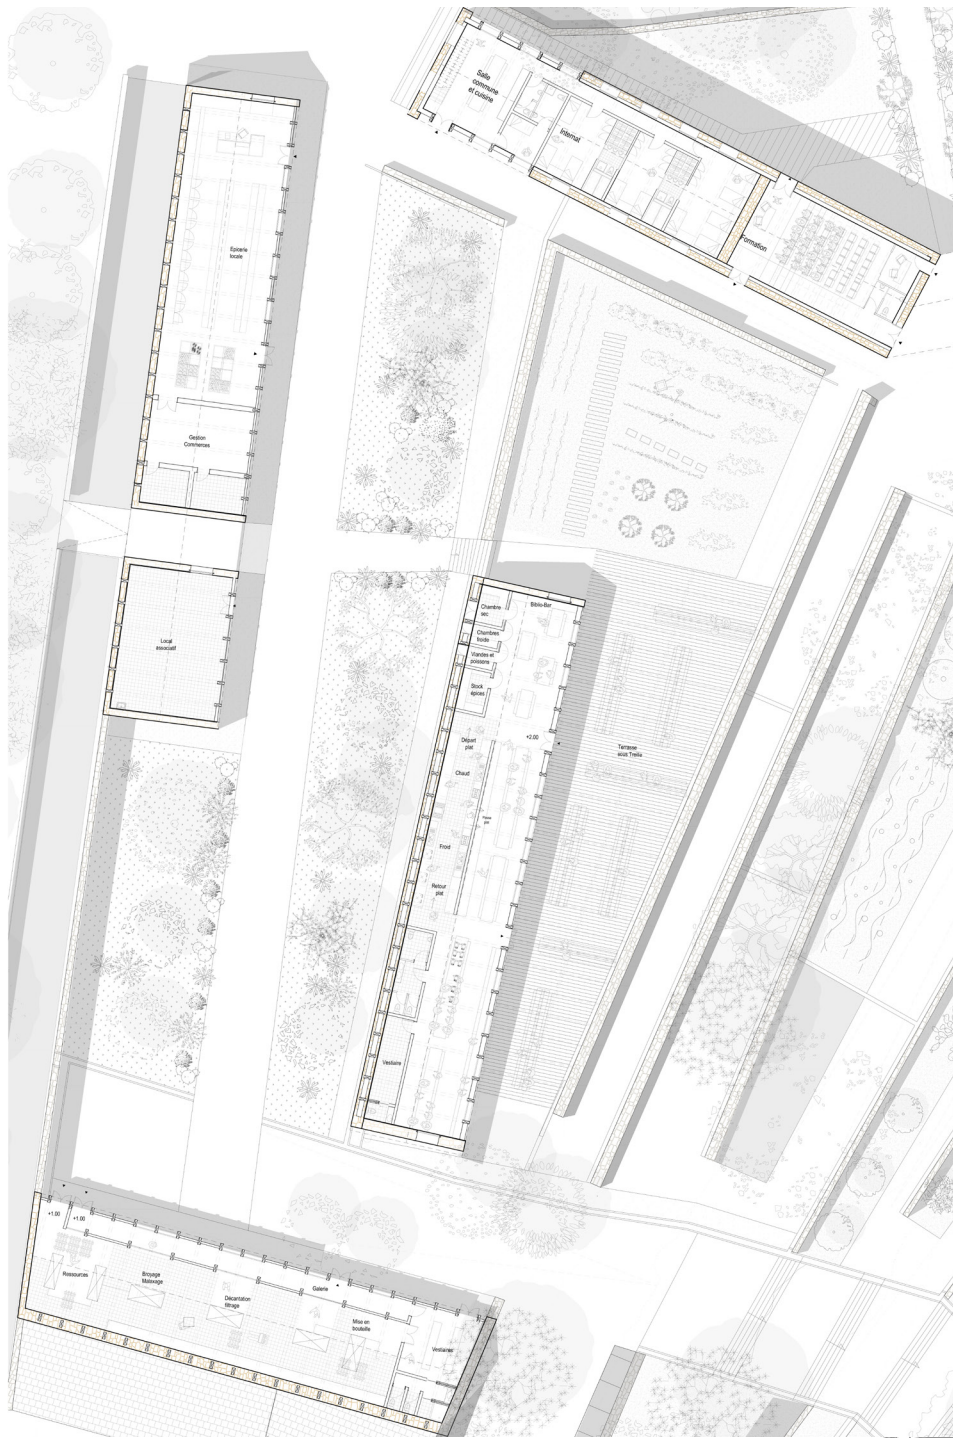 Salle
commune
et cuisine
Internat
Formation
Epicerie
locale
Gestion
Commerces
Local
associatif
Chambre
sec
Biblio-Bar
Chambres
froide
Viandes et
poissons
Stock
épices
Départ
plat
+2.00
Terrasse
sous Treille
Chaud
Froid
Retour
plat
Vestiaire
+1.00
+1.00
Ressources
Broyage
Malaxage
Décantation
filtrage
Galerie
Mise en
bouteille
Vestiaires